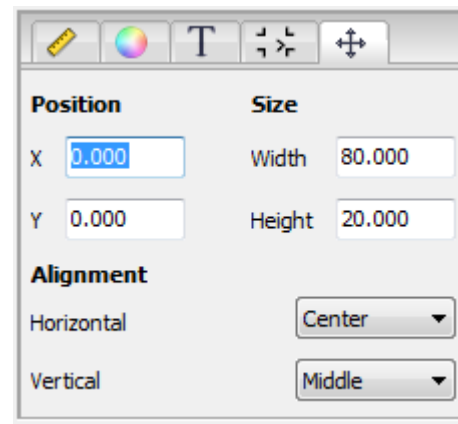 T
Position Size
X 0.000 Width 80.000
Y 0.000 Height 20.000
Alignment
Horizontal Center
Vertical Middle